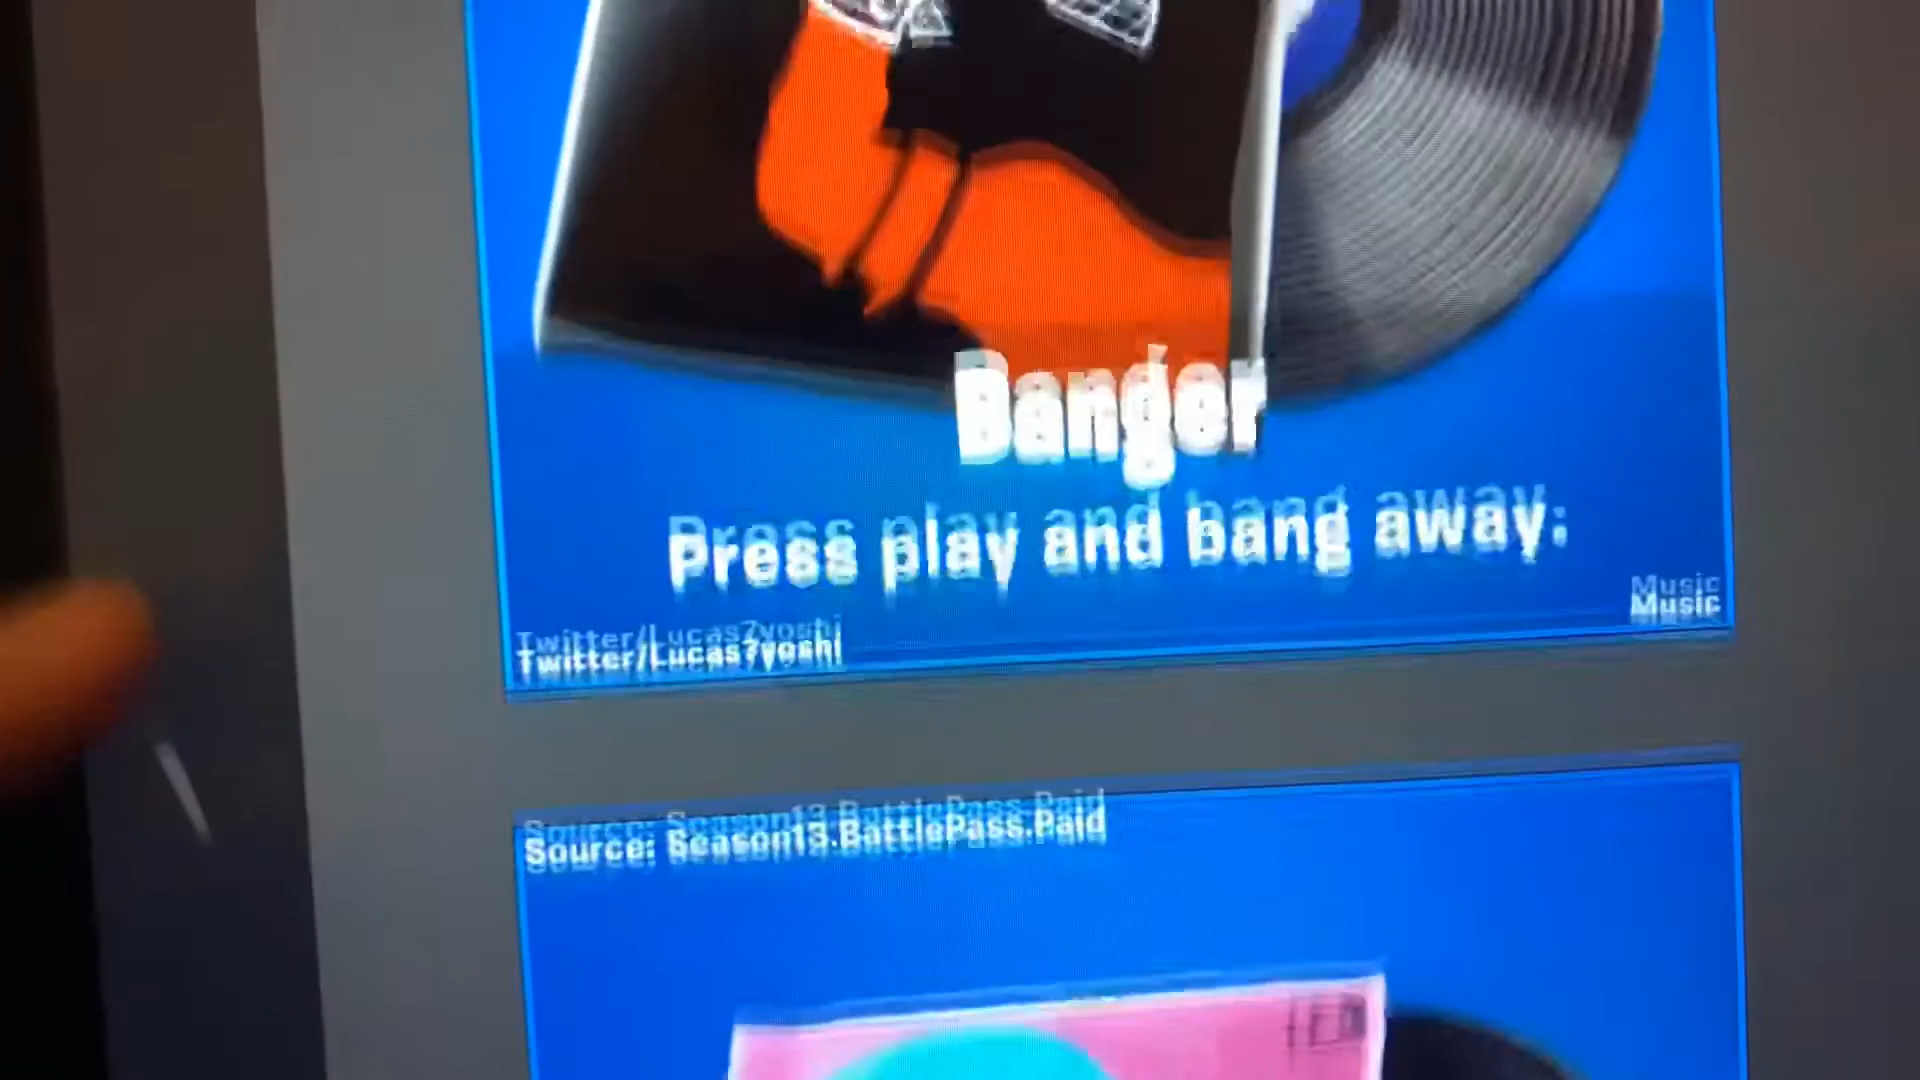 Banger
Press play and bang away.
Music
Twitter/Lucas7yoshi
Source: Season13.BattlePass.Paid